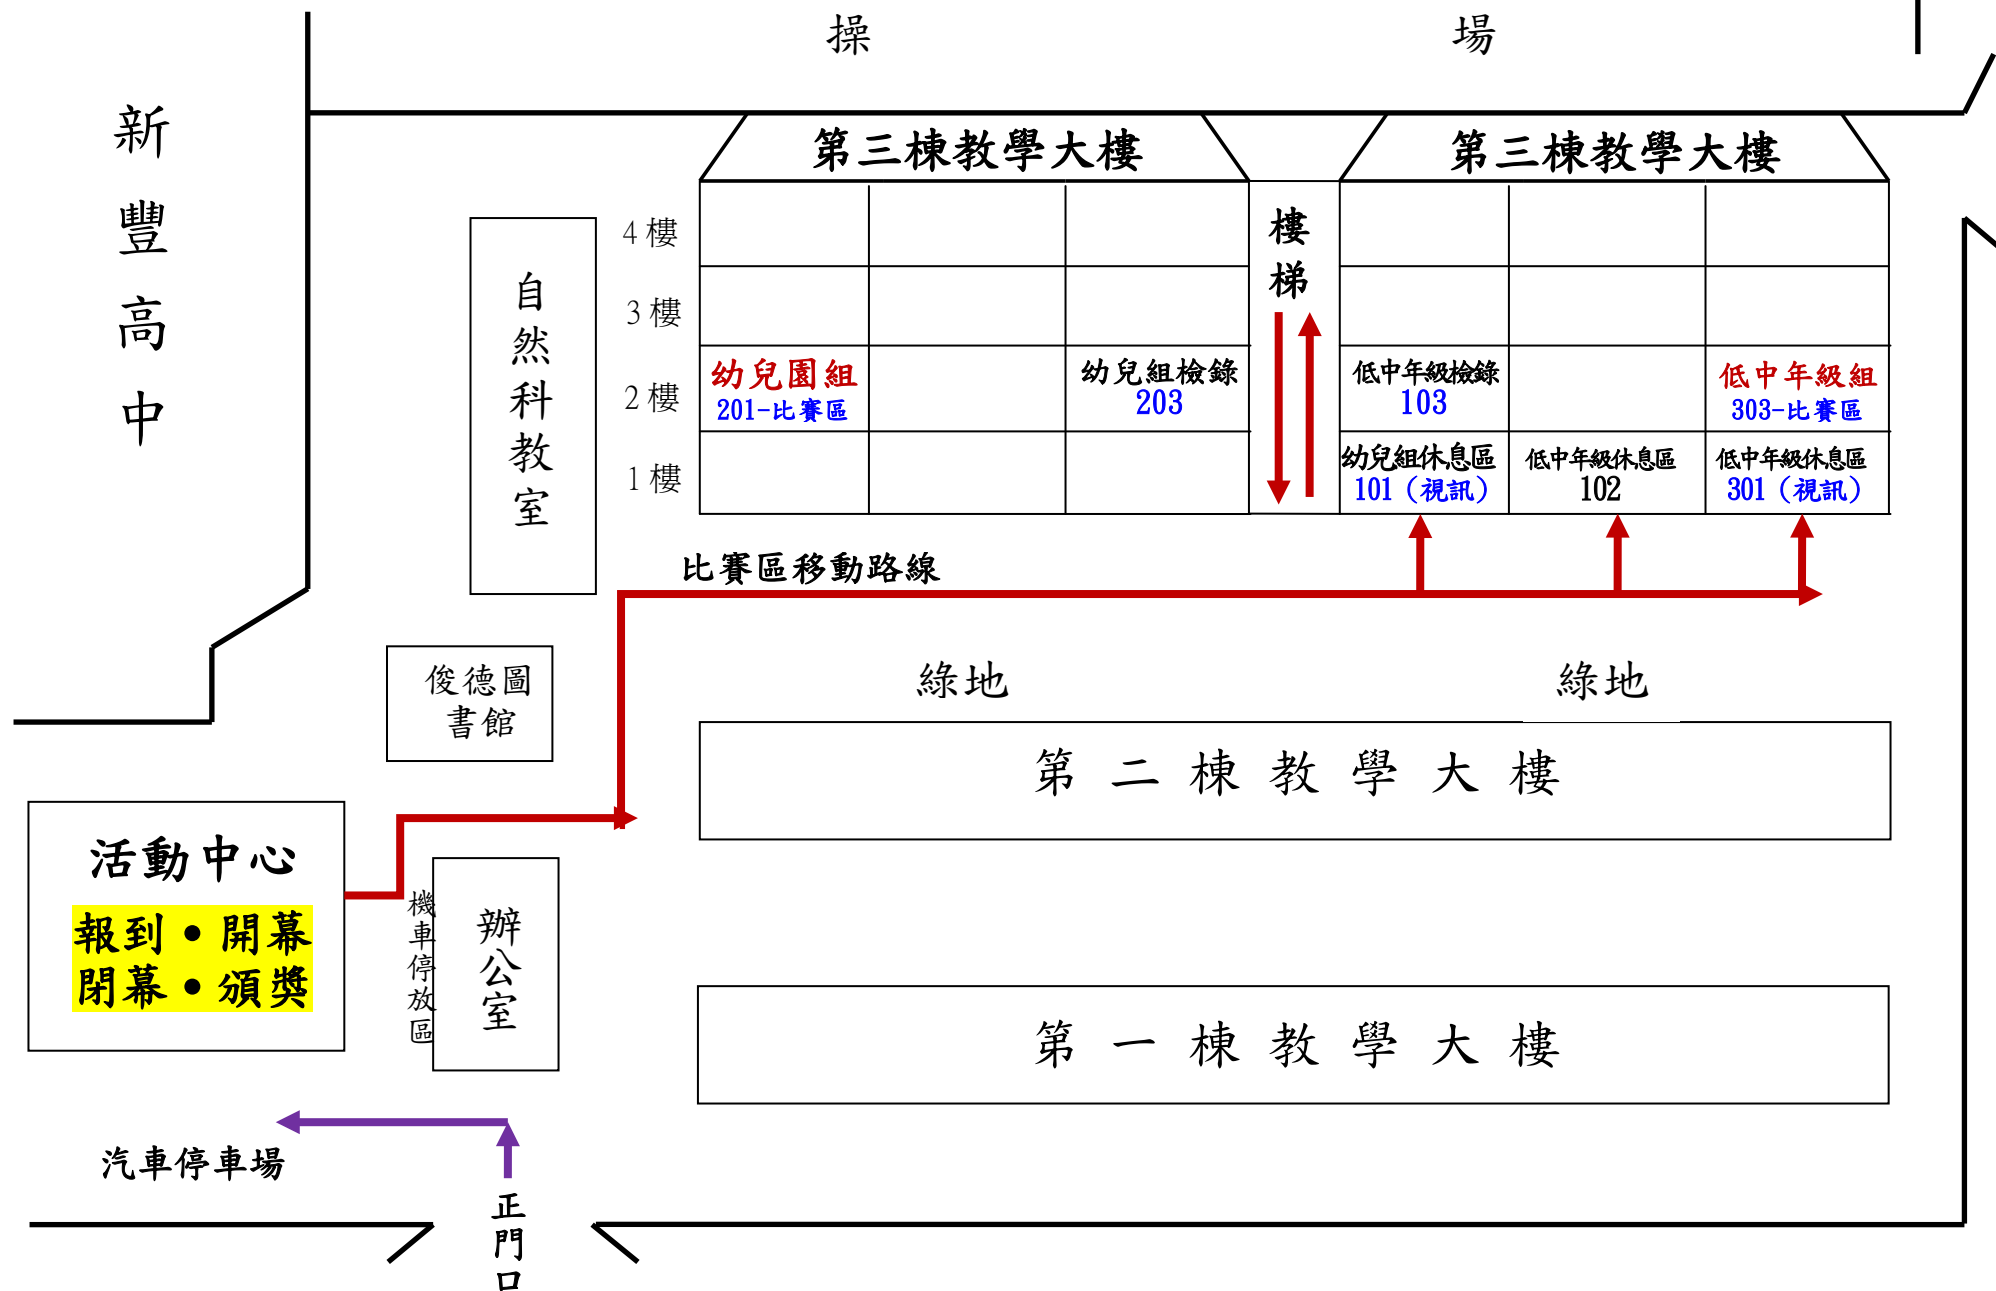 操 場
新豐高中
第三棟教學大樓
第三棟教學大樓
自然科教室
4樓
3樓
2樓
1樓
樓梯
幼兒園組
201-比賽區
幼兒組檢錄
203
低中年級檢錄
103
低中年級組
303-比賽區
幼兒組休息區
101（視訊）
低中年級休息區
102
低中年級休息區
301（視訊）
比賽區移動路線
俊德圖
書館
綠地
綠地
第二棟教學大樓
活動中心
報到•開幕
閉幕•頒獎
機車停放區
辦公室
第一棟教學大樓
汽車停車場
正門口